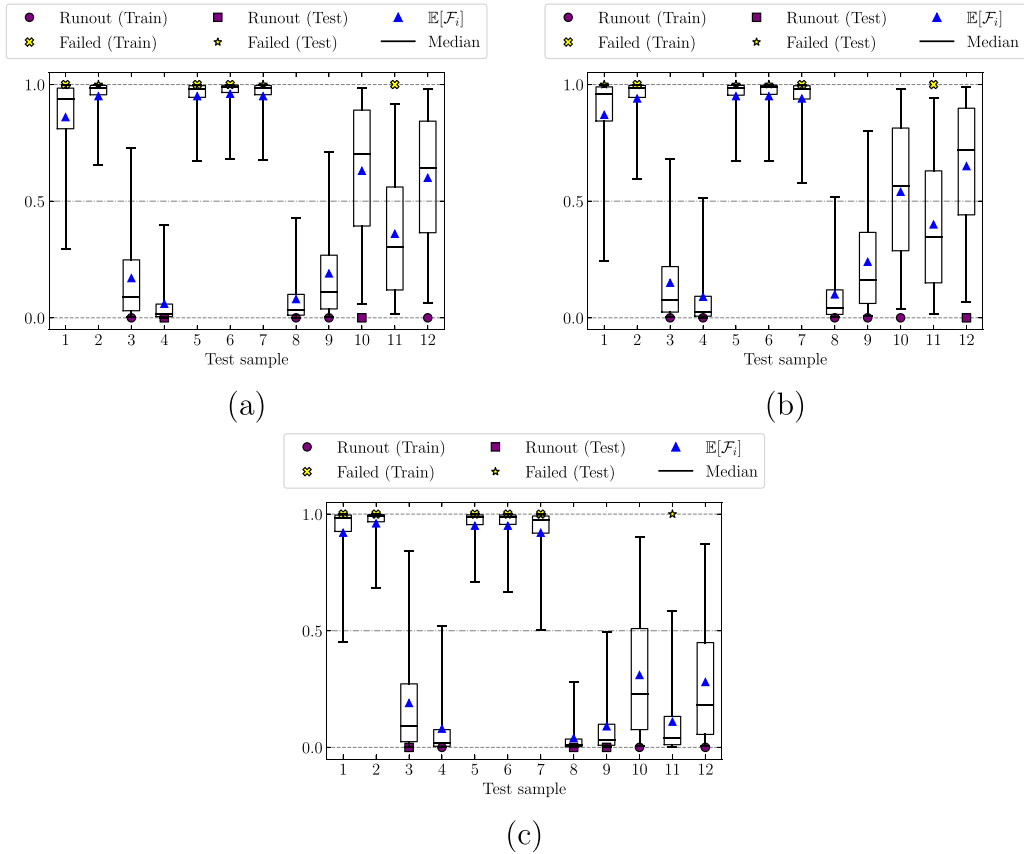 Runout (Train) Runout (Test) 𝔼[ℱᵢ]
Failed (Train) Failed (Test) Median
1.0
0.5
0.0
1 2 3 4 5 6 7 8 9 10 11 12
Test sample
(a)
Runout (Train) Runout (Test) 𝔼[ℱᵢ]
Failed (Train) Failed (Test) Median
1.0
0.5
0.0
1 2 3 4 5 6 7 8 9 10 11 12
Test sample
(b)
Runout (Train) Runout (Test) 𝔼[ℱᵢ]
Failed (Train) Failed (Test) Median
1.0
0.5
0.0
1 2 3 4 5 6 7 8 9 10 11 12
Test sample
(c)